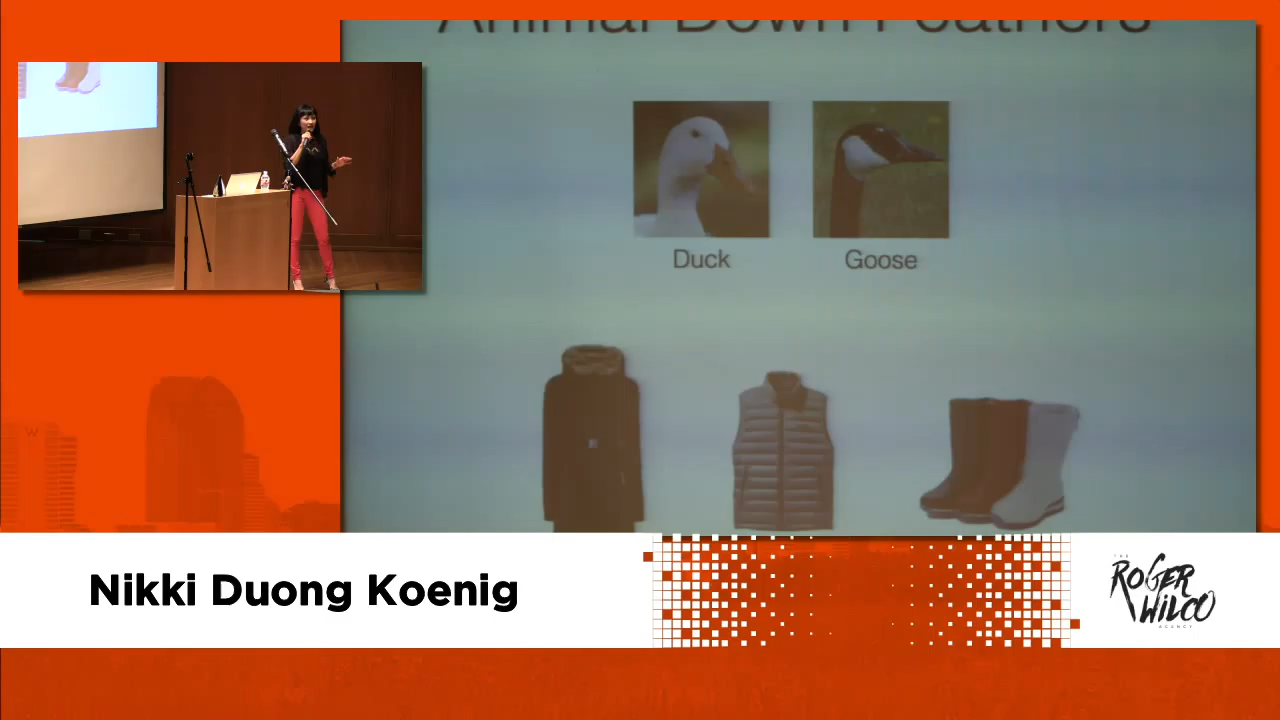 Animal Down Feathers
Duck
Goose
W
Nikki Duong Koenig
THE
ROGER
WILCO
AGENCY